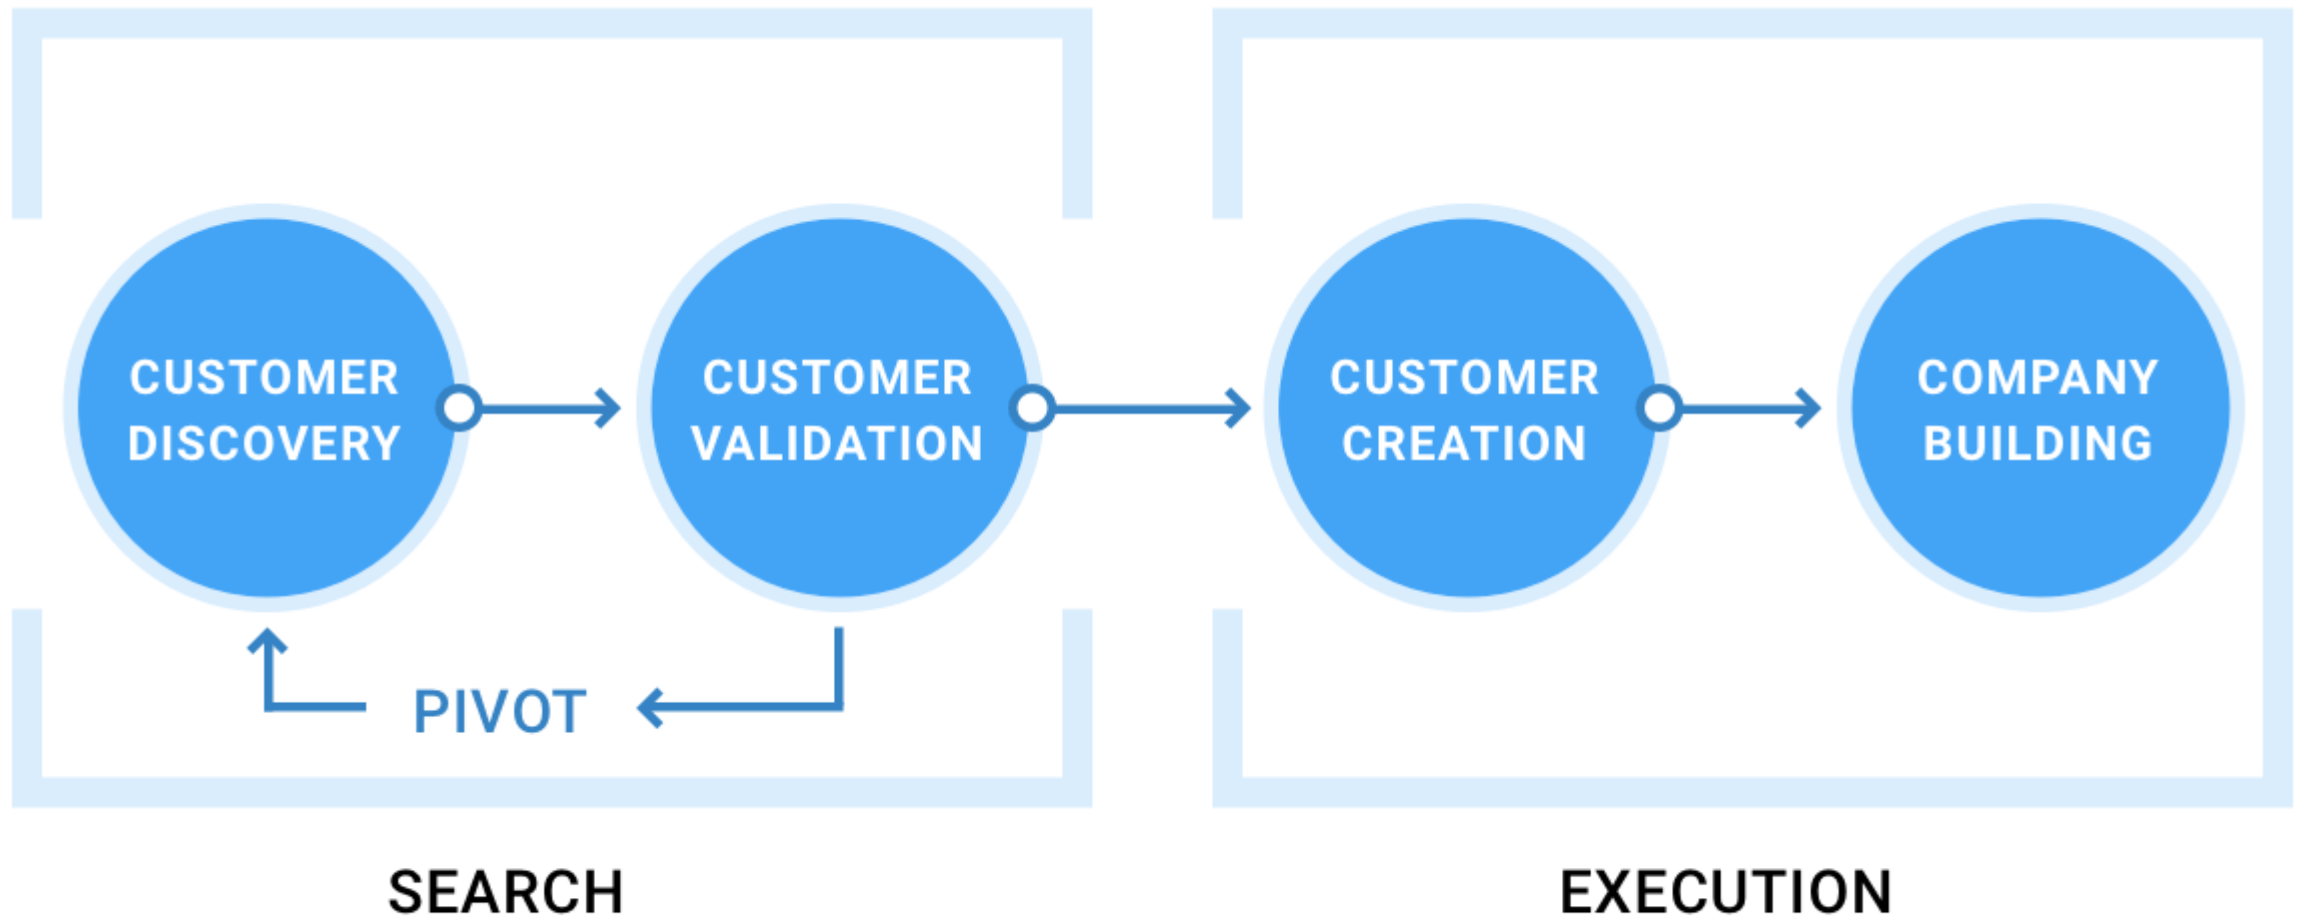 CUSTOMER
DISCOVERY
CUSTOMER
VALIDATION
CUSTOMER
CREATION
COMPANY
BUILDING
PIVOT
SEARCH
EXECUTION